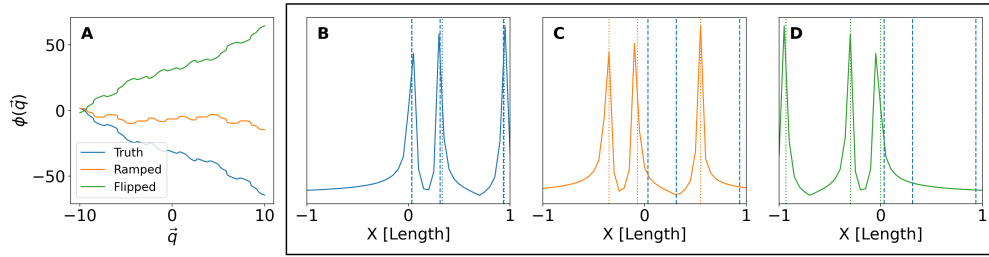 A
50
0
−50
ϕ(q⃗)
Truth
Ramped
Flipped
−10
0
10
q⃗
B
−1
0
1
X [Length]
C
−1
0
1
X [Length]
D
−1
0
1
X [Length]